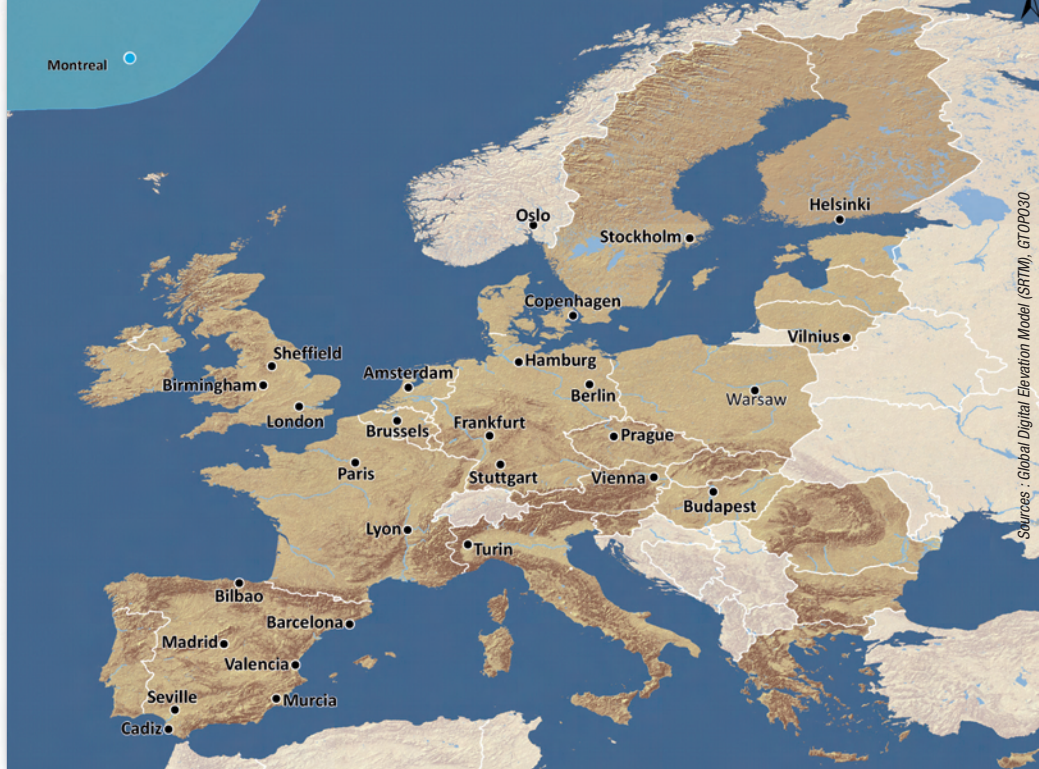 Montreal
Oslo
Helsinki
Stockholm
Copenhagen
Vilnius
Sheffield
Hamburg
Amsterdam
Birmingham
Berlin
Warsaw
London
Brussels
Frankfurt
Prague
Paris
Stuttgart
Vienna
Budapest
Lyon
Turin
Bilbao
Barcelona
Madrid
Valencia
Seville
Murcia
Cadiz
Sources : Global Digital Elevation Model (SRTM), GTOPO30